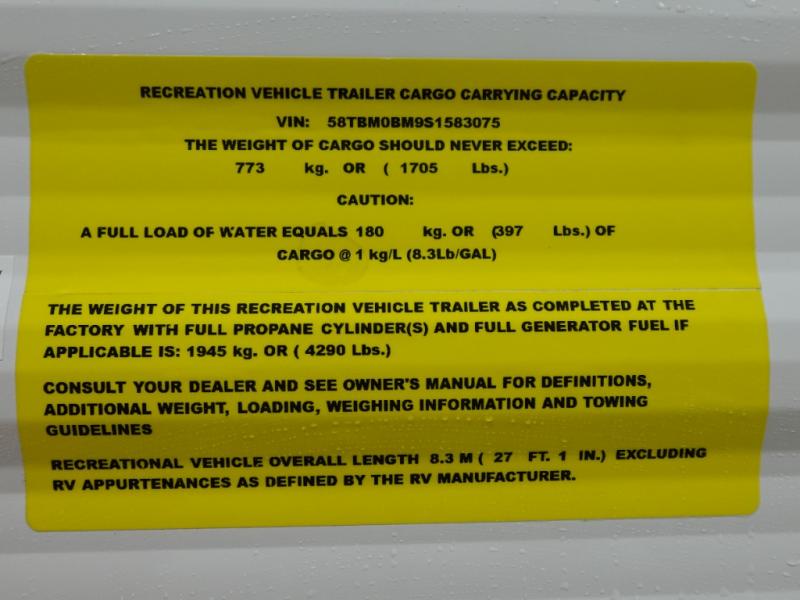 RECREATION VEHICLE TRAILER CARGO CARRYING CAPACITY
VIN: 58TBM0BM9S1583075
THE WEIGHT OF CARGO SHOULD NEVER EXCEED:
773 kg. OR ( 1705 Lbs.)
CAUTION:
A FULL LOAD OF WATER EQUALS 180 kg. OR (397 Lbs.) OF
CARGO @ 1 kg/L (8.3Lb/GAL)
THE WEIGHT OF THIS RECREATION VEHICLE TRAILER AS COMPLETED AT THE
FACTORY WITH FULL PROPANE CYLINDER(S) AND FULL GENERATOR FUEL IF
APPLICABLE IS: 1945 kg. OR ( 4290 Lbs.)
CONSULT YOUR DEALER AND SEE OWNER'S MANUAL FOR DEFINITIONS,
ADDITIONAL WEIGHT, LOADING, WEIGHING INFORMATION AND TOWING
GUIDELINES
RECREATIONAL VEHICLE OVERALL LENGTH 8.3 M ( 27 FT. 1 IN.) EXCLUDING
RV APPURTENANCES AS DEFINED BY THE RV MANUFACTURER.